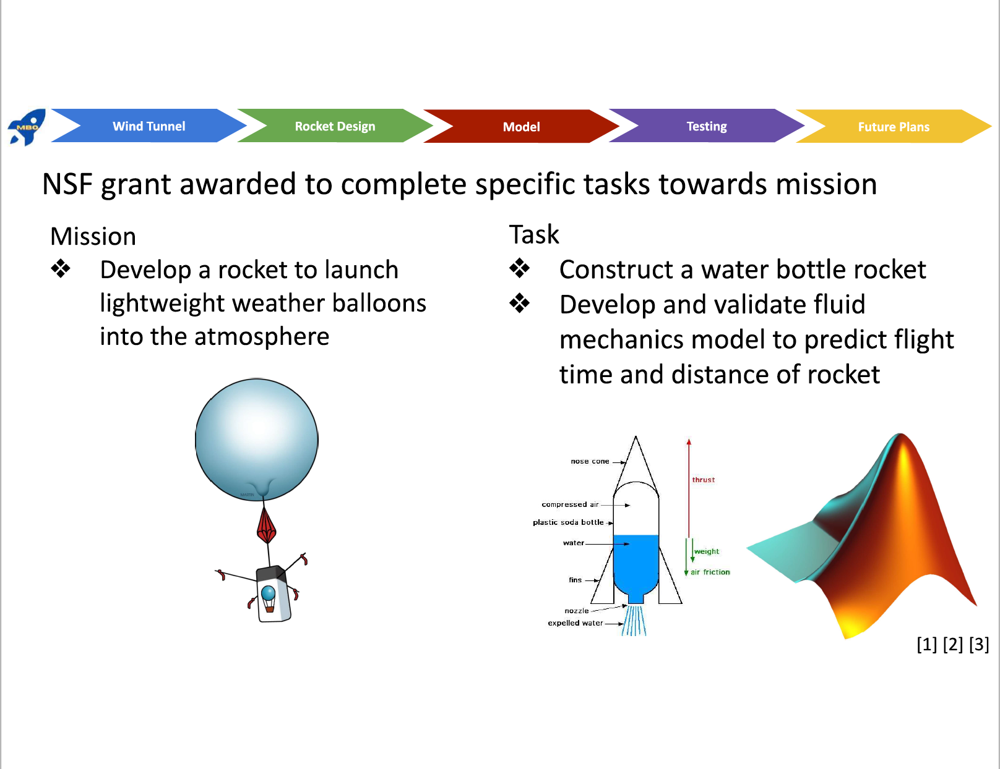 MBO
Wind Tunnel
Rocket Design
Model
Testing
Future Plans
NSF grant awarded to complete specific tasks towards mission
Mission
❖ Develop a rocket to launch
lightweight weather balloons
into the atmosphere
MARTIN
Task
❖ Construct a water bottle rocket
❖ Develop and validate fluid
mechanics model to predict flight
time and distance of rocket
nose cone
thrust
compressed air
plastic soda bottle
water
weight
air friction
fins
nozzle
expelled water
[1] [2] [3]